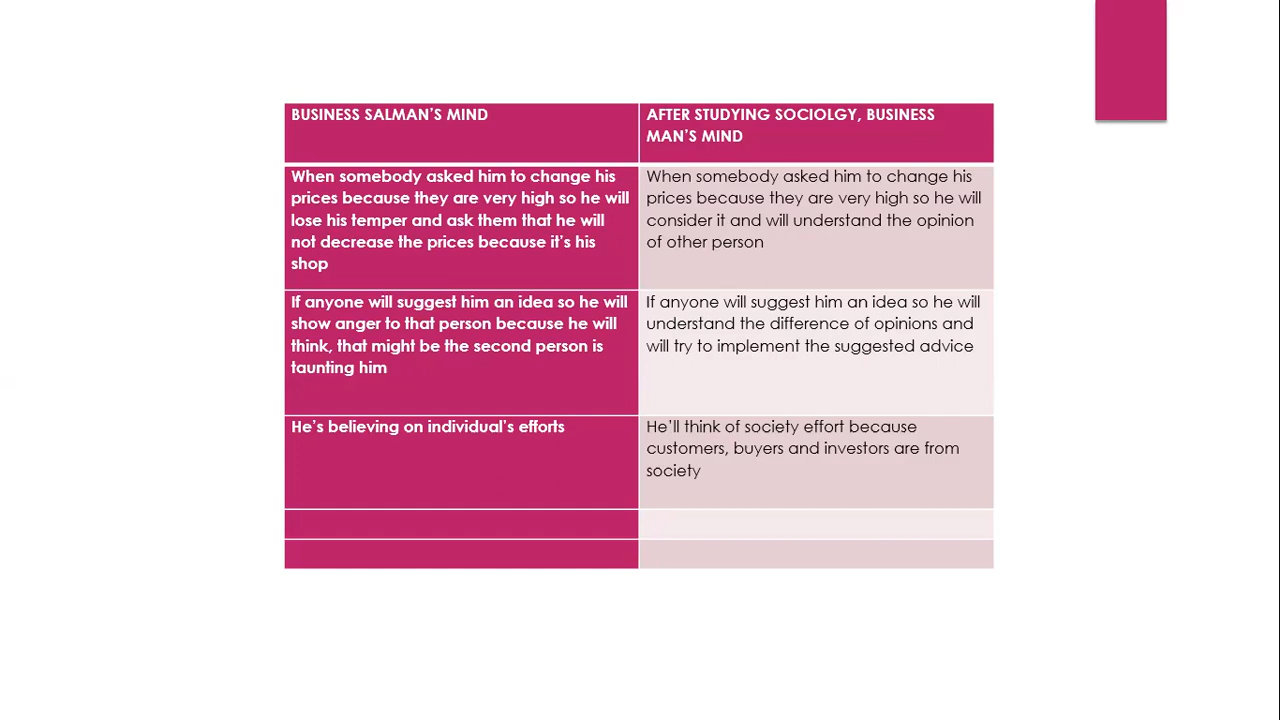 BUSINESS SALMAN'S MIND
AFTER STUDYING SOCIOLGY, BUSINESS
MAN'S MIND
When somebody asked him to change his
prices because they are very high so he will
lose his temper and ask them that he will
not decrease the prices because it's his
shop
When somebody asked him to change his
prices because they are very high so he will
consider it and will understand the opinion
of other person
If anyone will suggest him an idea so he will
show anger to that person because he will
think, that might be the second person is
taunting him
If anyone will suggest him an idea so he will
understand the difference of opinions and
will try to implement the suggested advice
He's believing on individual's efforts
He'll think of society effort because
customers, buyers and investors are from
society